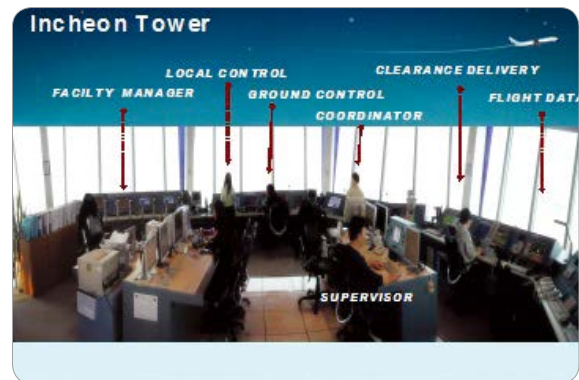 Incheon Tower
LOCAL CONTROL
CLEARANCE DELIVERY
FACILTY MANAGER
GROUND CONTROL
FLIGHT DATA
COORDINATOR
SUPERVISOR